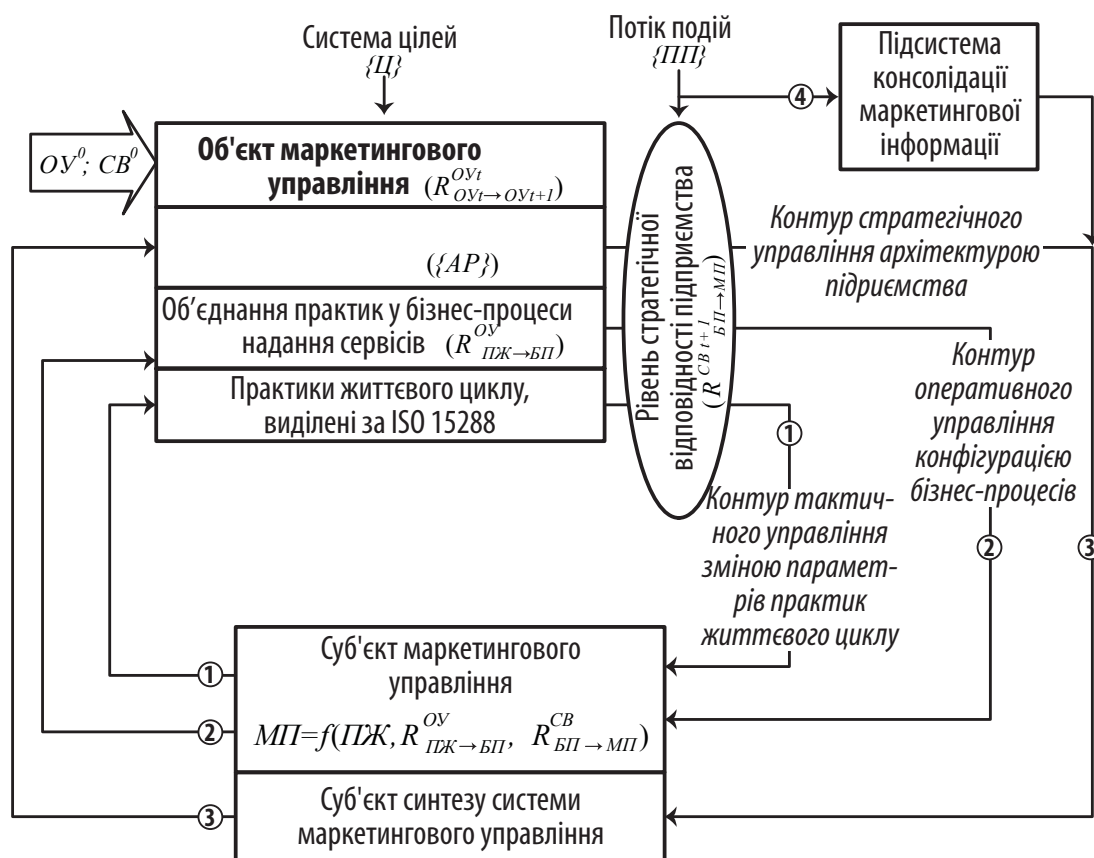 Система цілей
{Ц}
Потік подій
{ПП}
④
Підсистема
консолідації
маркетингової
інформації
ОУ⁰; СВ⁰
Об'єкт маркетингового
управління (R^{ОУt}_{ОУt→ОУt+1})
({АР})
Об’єднання практик у бізнес-процеси
надання сервісів (R^{ОУ}_{ПЖ→БП})
Практики життєвого циклу,
виділені за ISO 15288
Рівень стратегічної
відповідності підприємства
(R^{СВ t+1}_{БП→МП})
Контур стратегічного
управління архітектурою
підриємства
Контур
оперативного
управління
конфігурацією
бізнес-процесів
①
Контур тактич-
ного управління
зміною парамет-
рів практик
життєвого циклу
②
③
Суб'єкт маркетингового
управління
①
②
МП=f(ПЖ, R^{ОУ}_{ПЖ→БП}, R^{СВ}_{БП→МП})
③
Суб'єкт синтезу системи
маркетингового управління